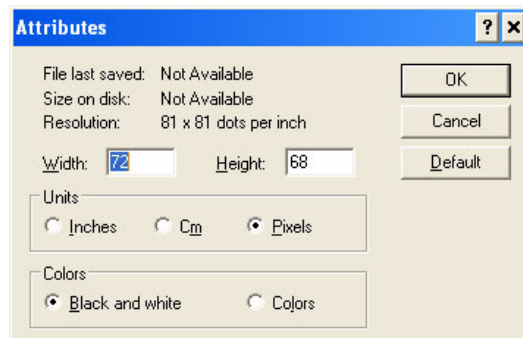 Attributes ? X
File last saved: Not Available
Size on disk: Not Available
Resolution: 81 x 81 dots per inch
OK
Cancel
Default
Width: 72 Height: 68
Units
Inches Cm Pixels
Colors
Black and white Colors